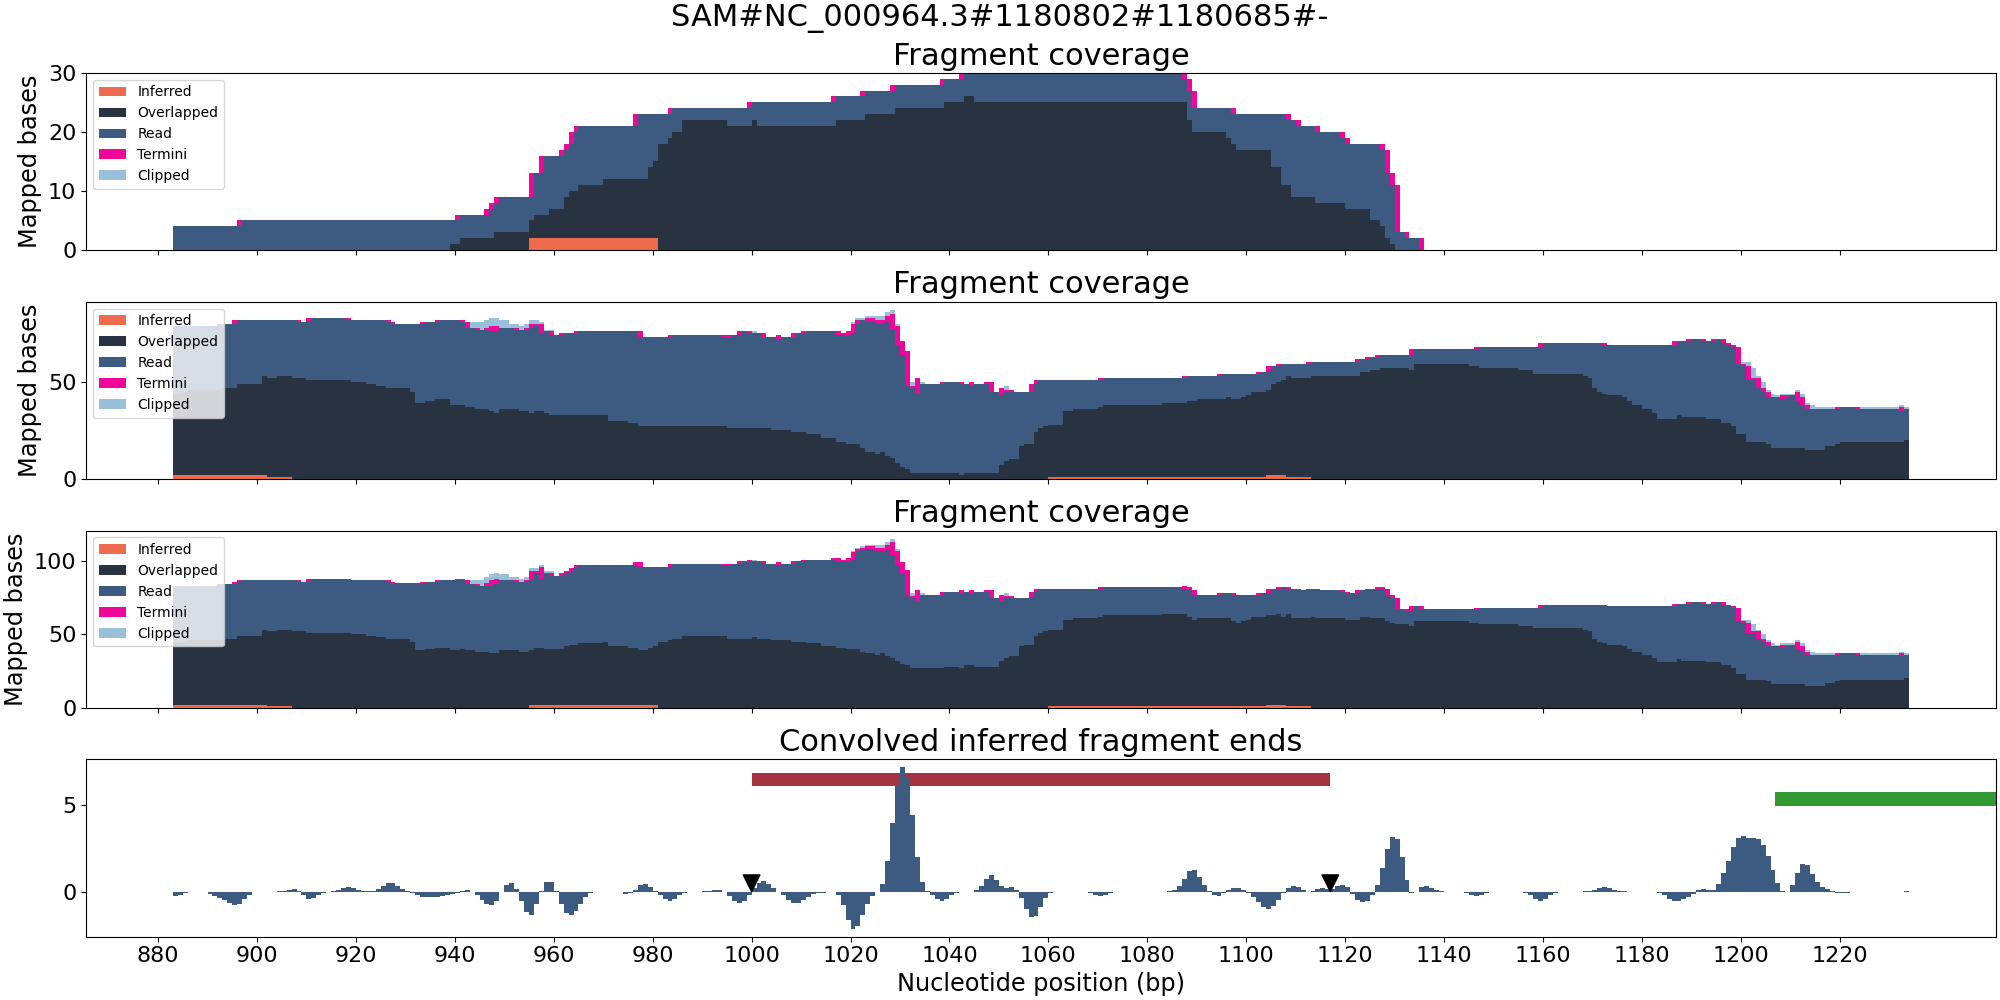 SAM#NC_000964.3#1180802#1180685#-
Fragment coverage
Mapped bases
30
20
10
0
Inferred
Overlapped
Read
Termini
Clipped
Fragment coverage
Mapped bases
50
0
Inferred
Overlapped
Read
Termini
Clipped
Fragment coverage
Mapped bases
100
50
0
Inferred
Overlapped
Read
Termini
Clipped
Convolved inferred fragment ends
5
0
880 900 920 940 960 980 1000 1020 1040 1060 1080 1100 1120 1140 1160 1180 1200 1220
Nucleotide position (bp)